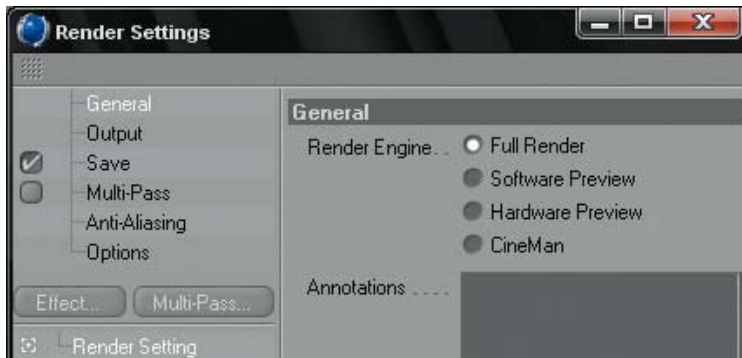 Render Settings
General
Output
Save
Multi-Pass
Anti-Aliasing
Options
Effect...
Multi-Pass...
Render Setting
General
Render Engine . .
Full Render
Software Preview
Hardware Preview
CineMan
Annotations . . . .